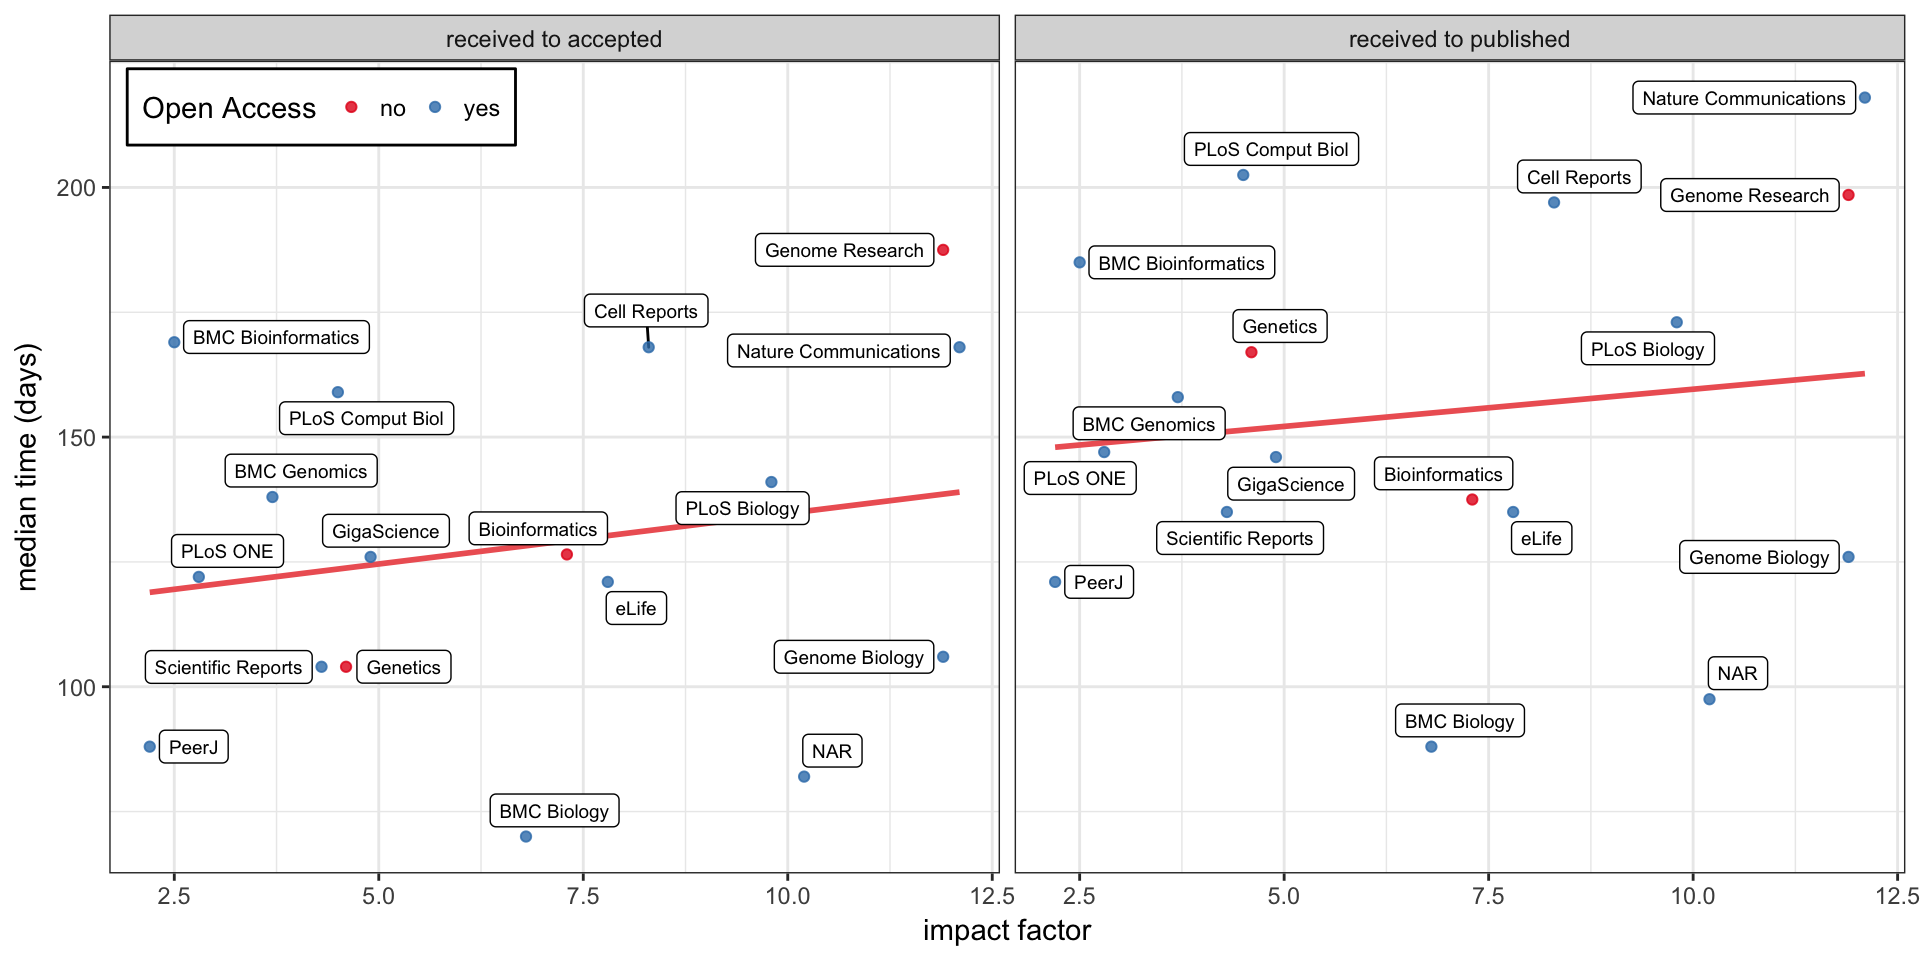 received to accepted
received to published
Open Access no yes
median time (days)
200
150
100
Genome Research
Cell Reports
BMC Bioinformatics
Nature Communications
PLoS Comput Biol
BMC Genomics
PLoS Biology
GigaScience
Bioinformatics
PLoS ONE
eLife
Scientific Reports
Genetics
Genome Biology
PeerJ
NAR
BMC Biology
2.5 5.0 7.5 10.0 12.5
Nature Communications
PLoS Comput Biol
Cell Reports
Genome Research
BMC Bioinformatics
Genetics
PLoS Biology
BMC Genomics
PLoS ONE
GigaScience
Bioinformatics
Scientific Reports
eLife
Genome Biology
PeerJ
NAR
BMC Biology
2.5 5.0 7.5 10.0 12.5
impact factor